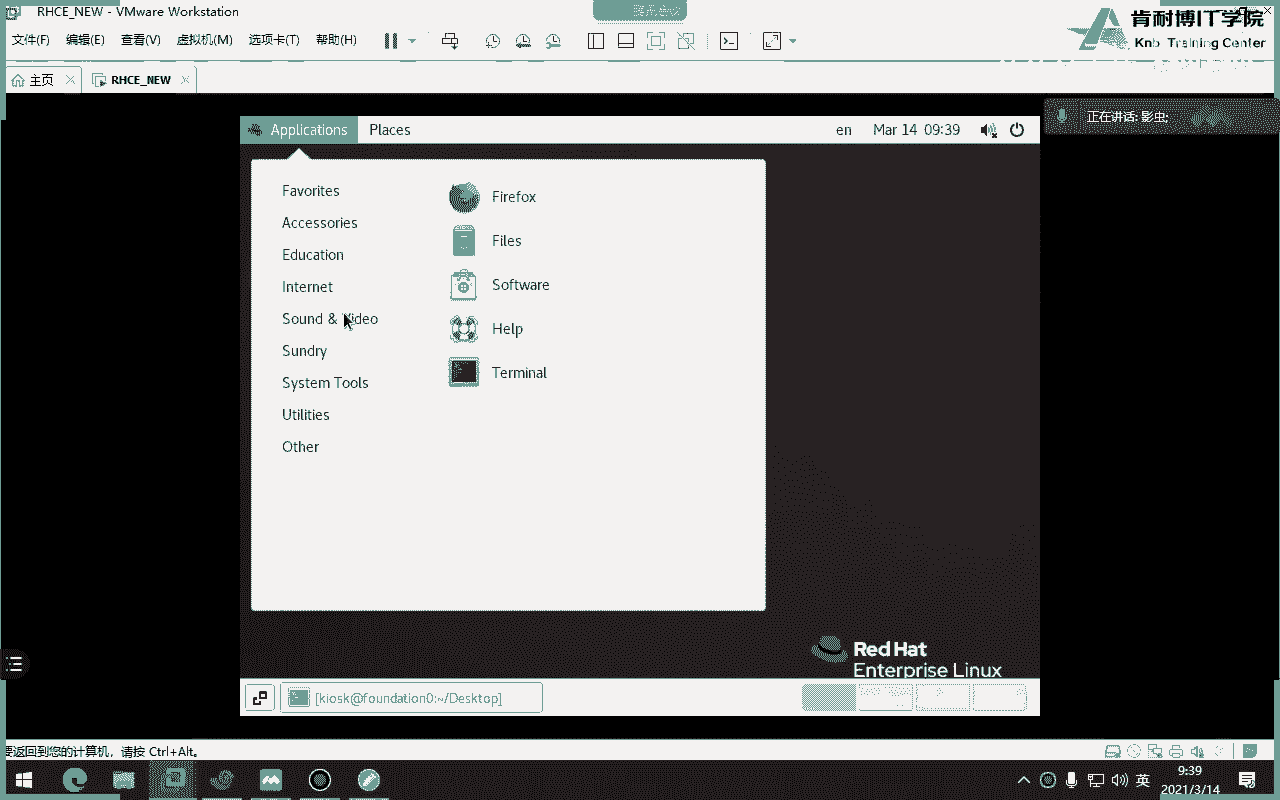 RHCE_NEW - VMware Workstation
肯耐博IT学院
Knb Training Center
文件(F) 编辑(E) 查看(V) 虚拟机(M) 选项卡(T) 帮助(H)
主页 RHCE_NEW
正在讲话: 影虫;
Applications Places en Mar 14 09:39
Favorites
Accessories
Education
Internet
Sound & Video
Sundry
System Tools
Utilities
Other
Firefox
Files
Software
Help
Terminal
Red Hat
Enterprise Linux
[kiosk@foundation0:~/Desktop]
要返回到您的计算机，请按 Ctrl+Alt。
英
9:39
2021/3/14